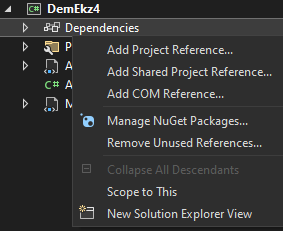 DemEkz4
Dependencies
P
Add Project Reference...
A
Add Shared Project Reference...
A
Add COM Reference...
M
Manage NuGet Packages...
Remove Unused References...
Collapse All Descendants
Scope to This
New Solution Explorer View